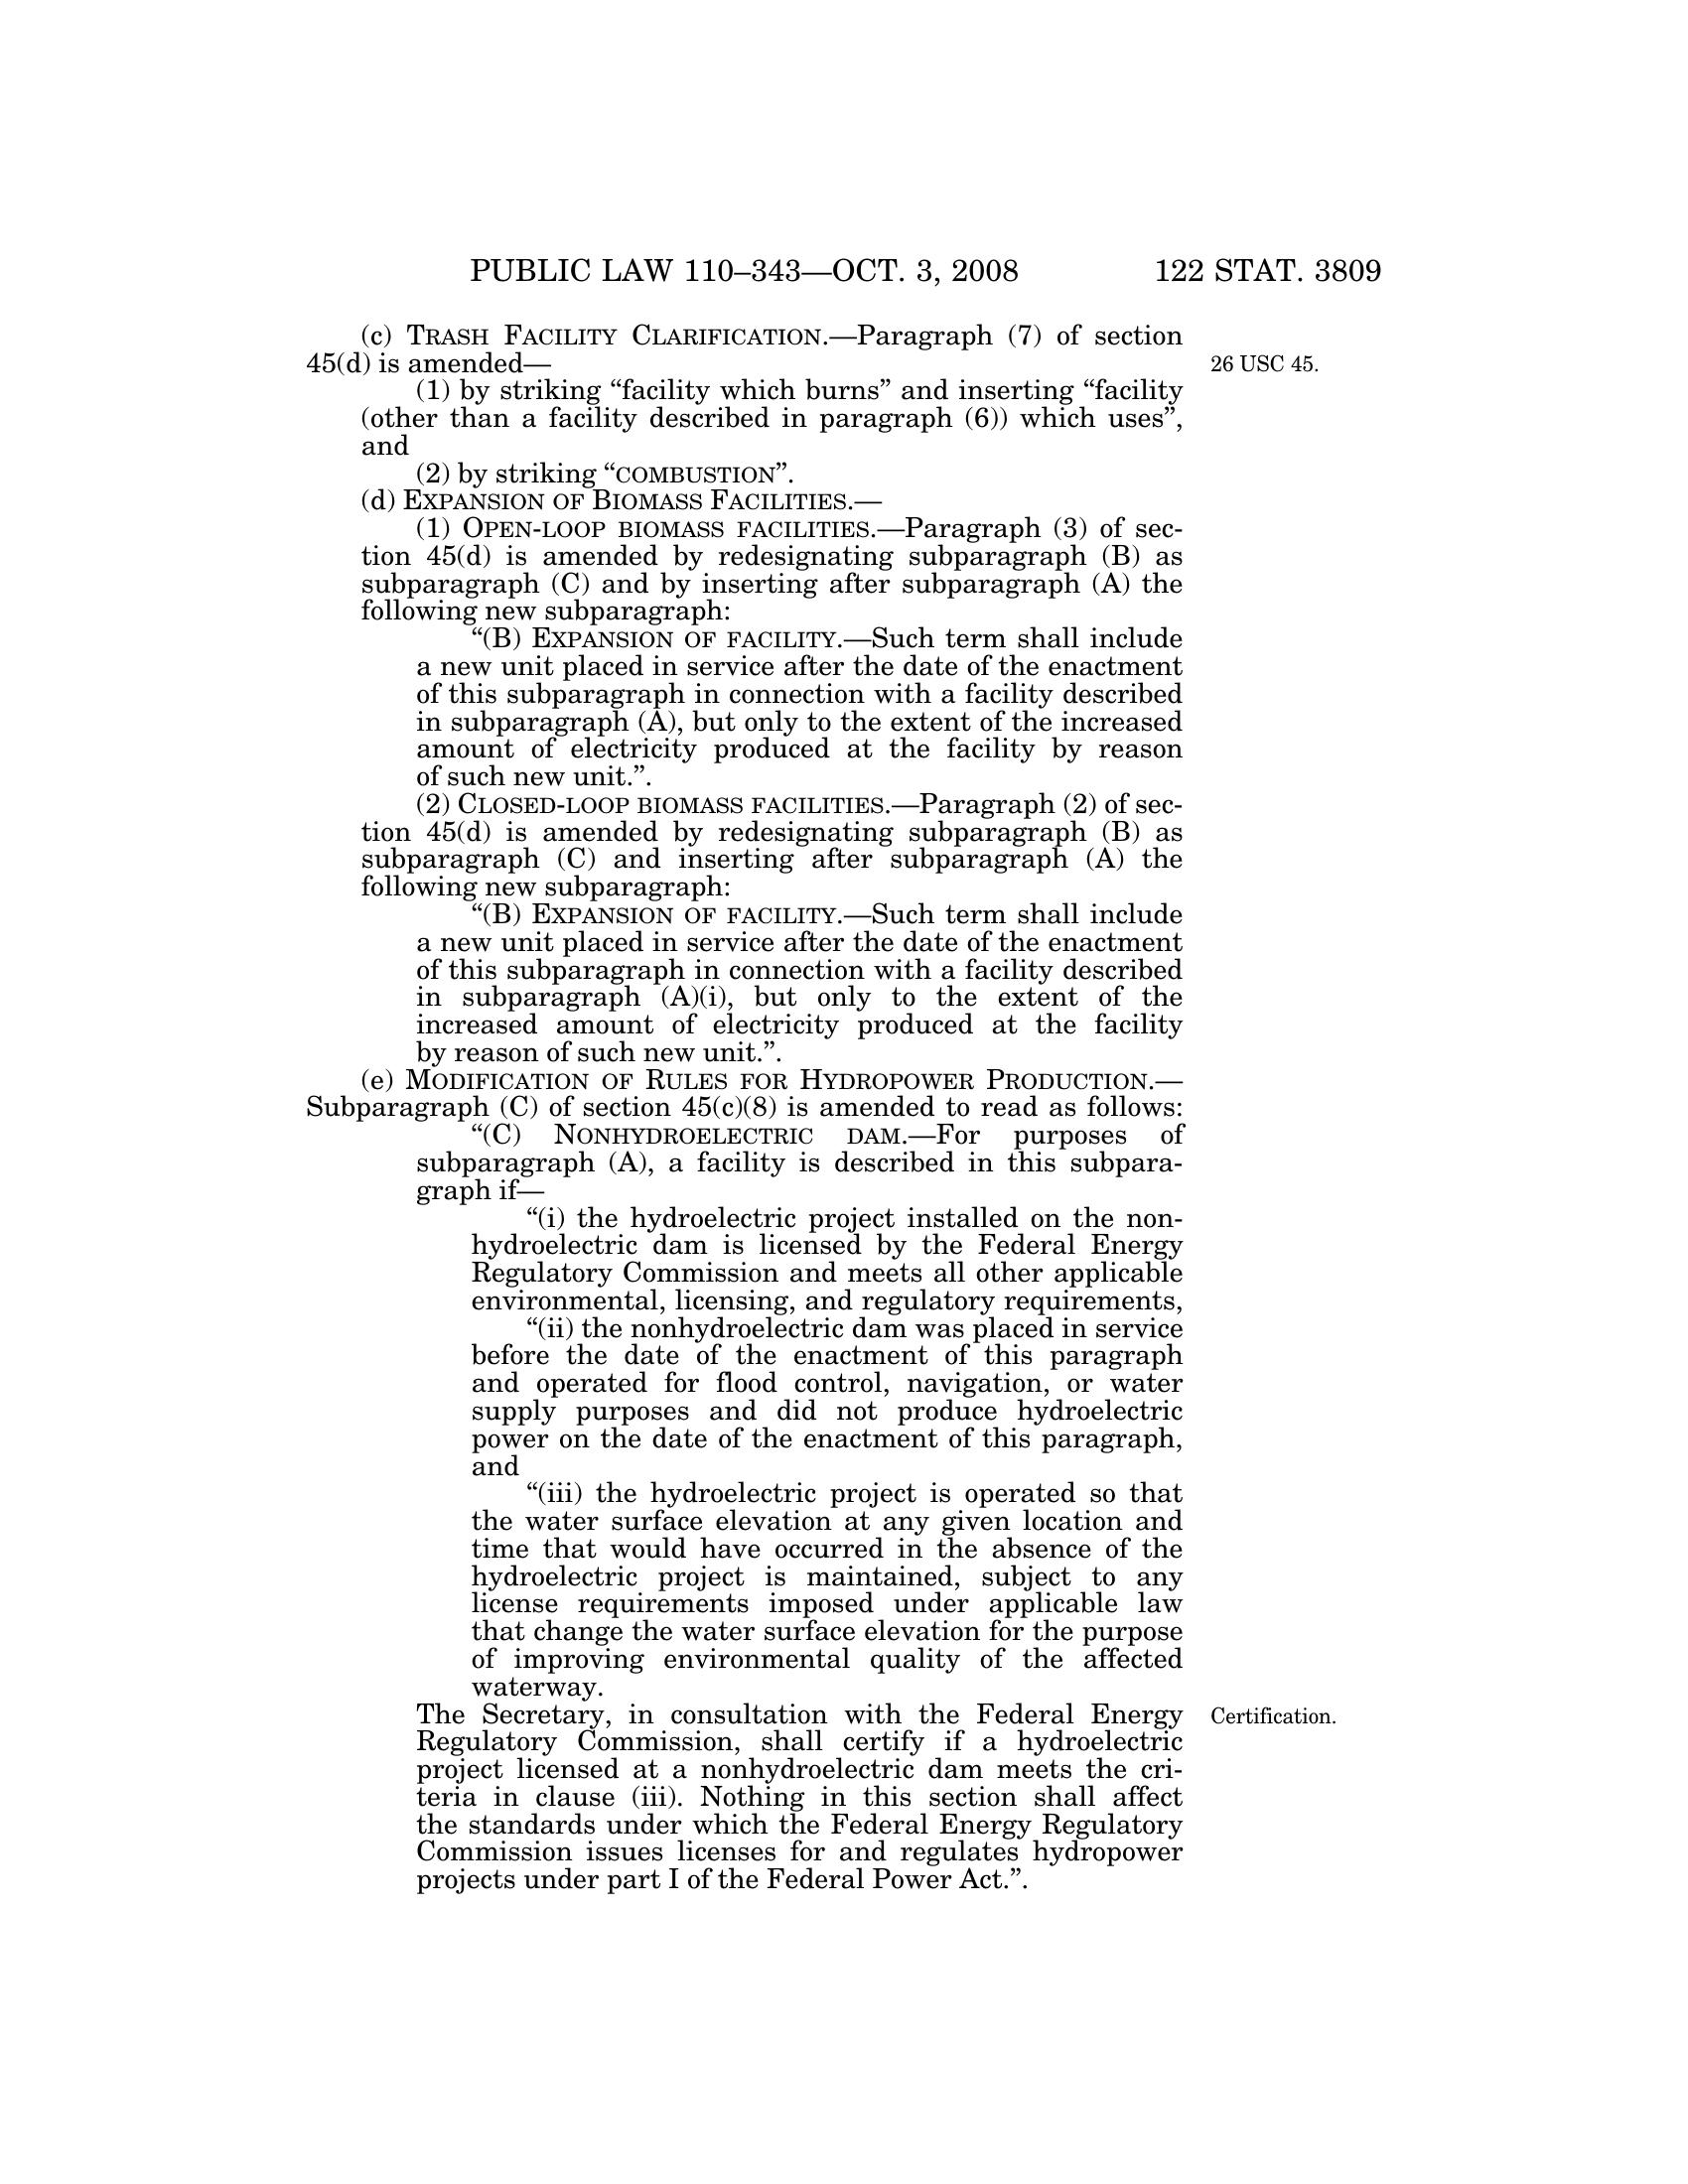 PUBLIC LAW 110–343—OCT. 3, 2008 122 STAT. 3809
(c) TRASH FACILITY CLARIFICATION.—Paragraph (7) of section
45(d) is amended—
26 USC 45.
(1) by striking “facility which burns” and inserting “facility
(other than a facility described in paragraph (6)) which uses”,
and
(2) by striking “COMBUSTION”.
(d) EXPANSION OF BIOMASS FACILITIES.—
(1) OPEN-LOOP BIOMASS FACILITIES.—Paragraph (3) of sec-
tion 45(d) is amended by redesignating subparagraph (B) as
subparagraph (C) and by inserting after subparagraph (A) the
following new subparagraph:
“(B) EXPANSION OF FACILITY.—Such term shall include
a new unit placed in service after the date of the enactment
of this subparagraph in connection with a facility described
in subparagraph (A), but only to the extent of the increased
amount of electricity produced at the facility by reason
of such new unit.”.
(2) CLOSED-LOOP BIOMASS FACILITIES.—Paragraph (2) of sec-
tion 45(d) is amended by redesignating subparagraph (B) as
subparagraph (C) and inserting after subparagraph (A) the
following new subparagraph:
“(B) EXPANSION OF FACILITY.—Such term shall include
a new unit placed in service after the date of the enactment
of this subparagraph in connection with a facility described
in subparagraph (A)(i), but only to the extent of the
increased amount of electricity produced at the facility
by reason of such new unit.”.
(e) MODIFICATION OF RULES FOR HYDROPOWER PRODUCTION.—
Subparagraph (C) of section 45(c)(8) is amended to read as follows:
“(C) NONHYDROELECTRIC DAM.—For purposes of
subparagraph (A), a facility is described in this subpara-
graph if—
“(i) the hydroelectric project installed on the non-
hydroelectric dam is licensed by the Federal Energy
Regulatory Commission and meets all other applicable
environmental, licensing, and regulatory requirements,
“(ii) the nonhydroelectric dam was placed in service
before the date of the enactment of this paragraph
and operated for flood control, navigation, or water
supply purposes and did not produce hydroelectric
power on the date of the enactment of this paragraph,
and
“(iii) the hydroelectric project is operated so that
the water surface elevation at any given location and
time that would have occurred in the absence of the
hydroelectric project is maintained, subject to any
license requirements imposed under applicable law
that change the water surface elevation for the purpose
of improving environmental quality of the affected
waterway.
The Secretary, in consultation with the Federal Energy
Certification.
Regulatory Commission, shall certify if a hydroelectric
project licensed at a nonhydroelectric dam meets the cri-
teria in clause (iii). Nothing in this section shall affect
the standards under which the Federal Energy Regulatory
Commission issues licenses for and regulates hydropower
projects under part I of the Federal Power Act.”.